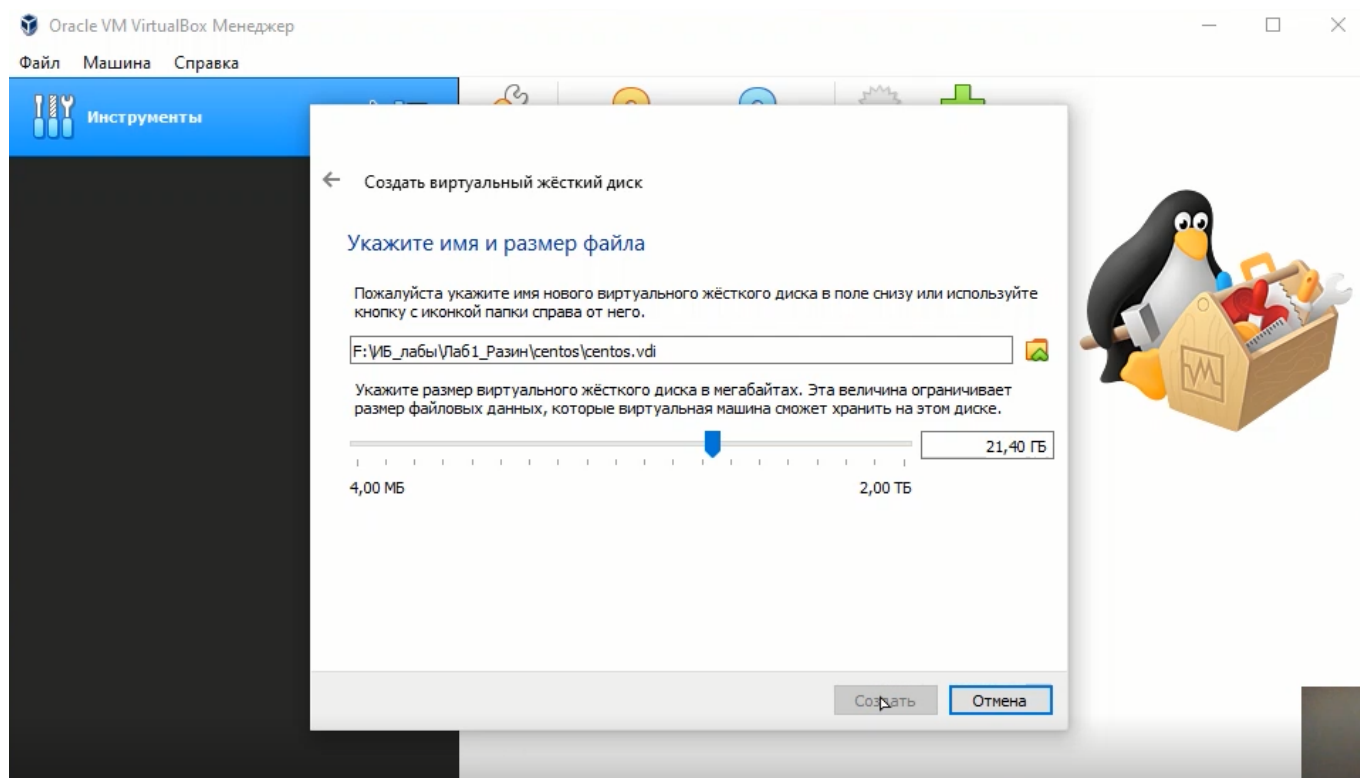 Oracle VM VirtualBox Менеджер
Файл Машина Справка
Инструменты
Создать виртуальный жёсткий диск
Укажите имя и размер файла
Пожалуйста укажите имя нового виртуального жёсткого диска в поле снизу или используйте
кнопку с иконкой папки справа от него.
F:\ИБ_лабы\Лаб1_Разин\centos\centos.vdi
Укажите размер виртуального жёсткого диска в мегабайтах. Эта величина ограничивает
размер файловых данных, которые виртуальная машина сможет хранить на этом диске.
21,40 ГБ
4,00 МБ 2,00 ТБ
Создать Отмена